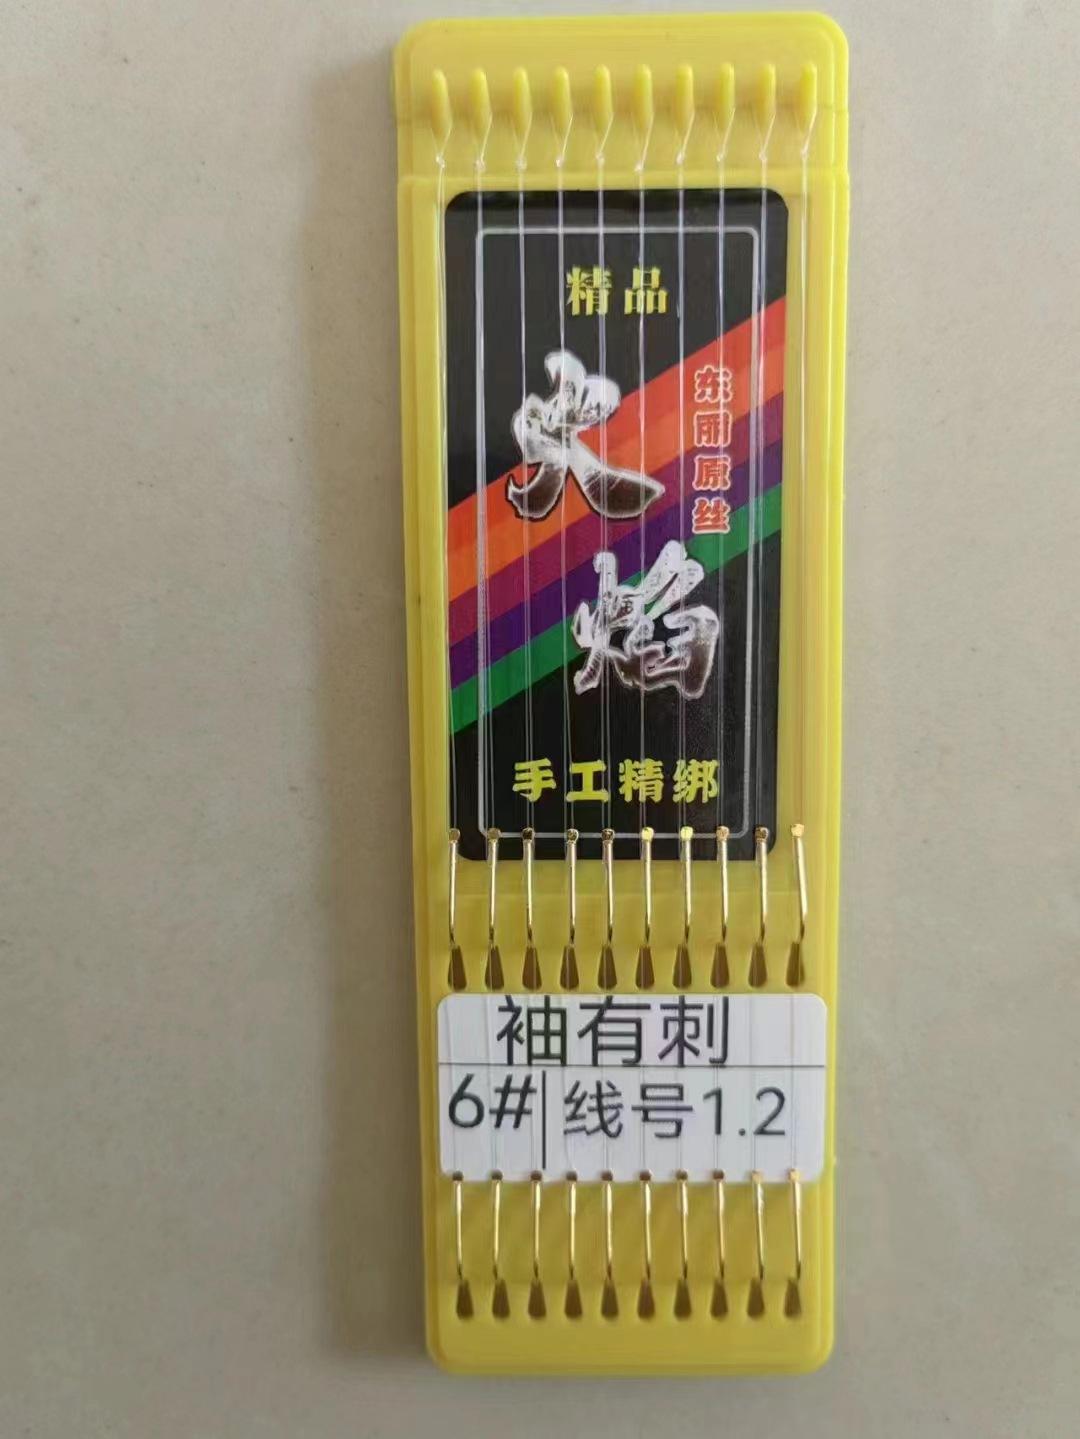 精品
火焰
东丽原丝
手工精绑
袖有刺
6# 线号1.2